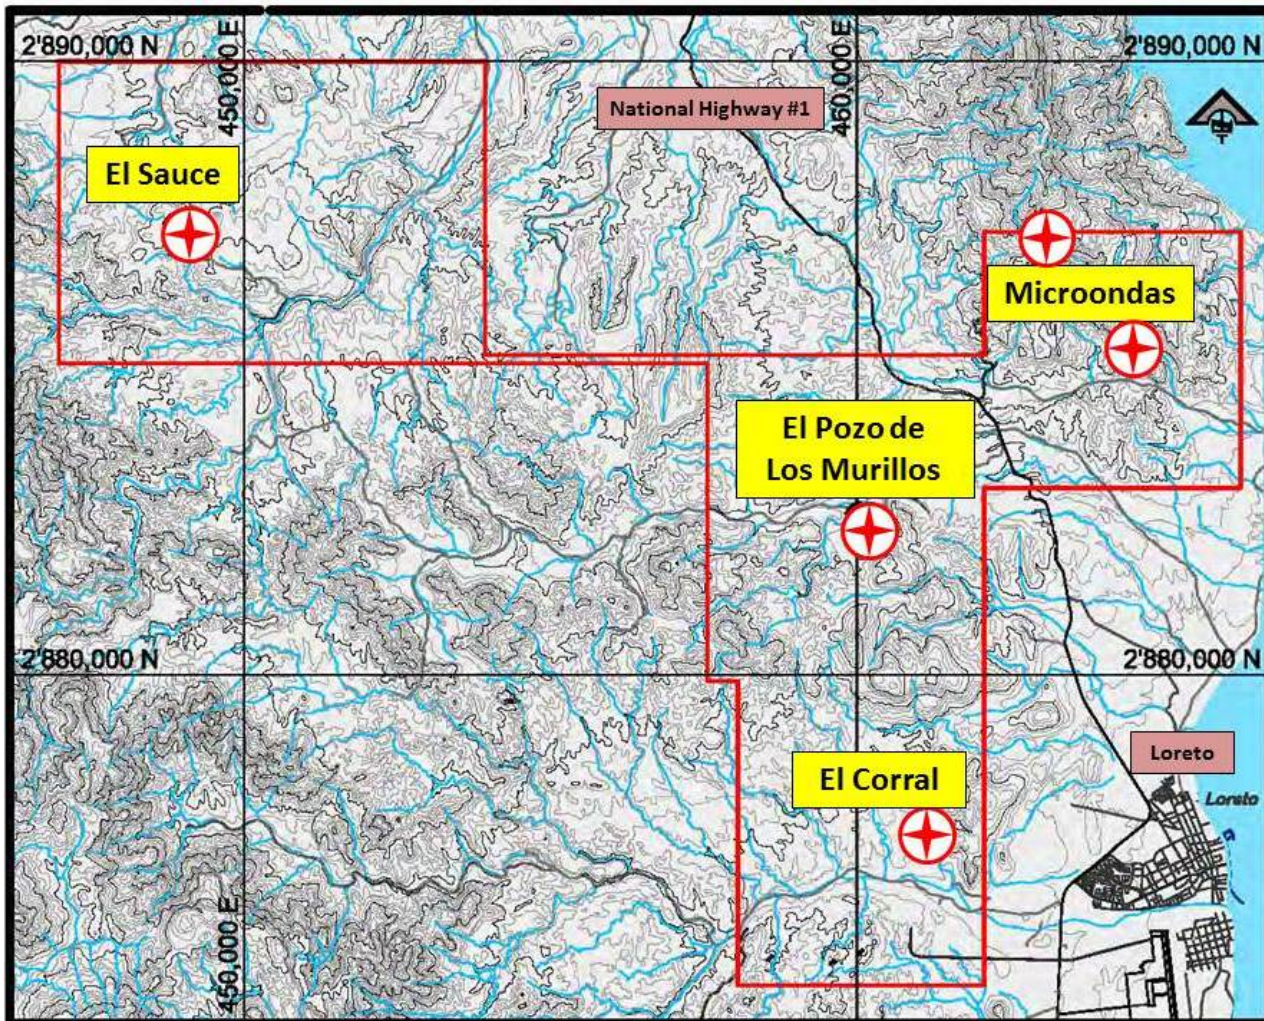 2'890,000 N
450,000 E
460,000 E
2'890,000 N
National Highway #1
El Sauce
Microondas
El Pozo de
Los Murillos
2'880,000 N
2'880,000 N
Loreto
El Corral
Loreto
450,000 E